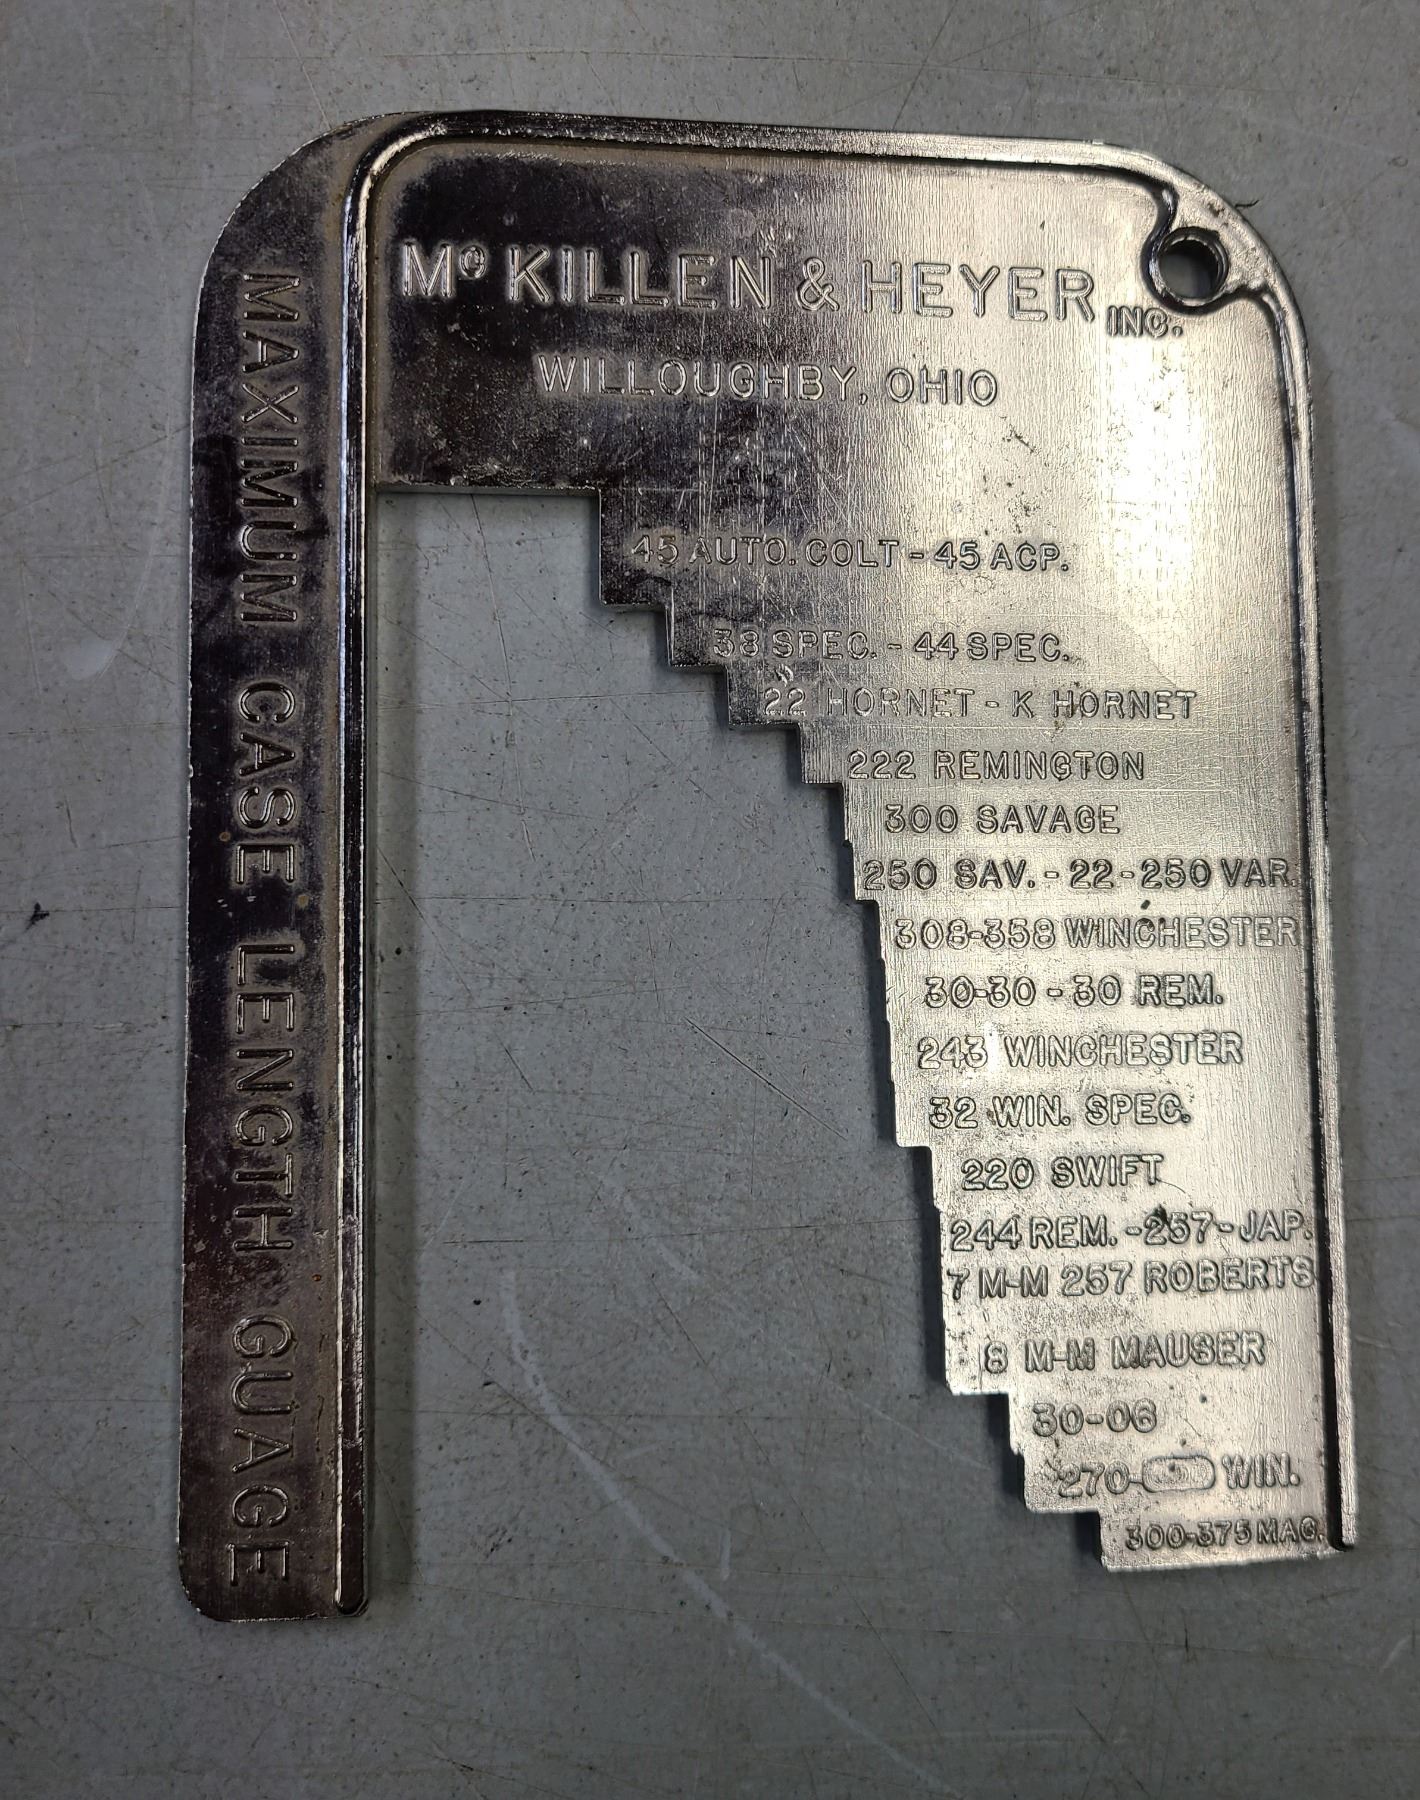 Mc KILLEN & HEYER INC.
WILLOUGHBY, OHIO
MAXIMUM CASE LENGTH GUAGE
45 AUTO. COLT - 45 ACP.
38 SPEC. - 44 SPEC.
22 HORNET - K HORNET
222 REMINGTON
300 SAVAGE
250 SAV. - 22-250 VAR.
308-358 WINCHESTER
30-30 - 30 REM.
243 WINCHESTER
32 WIN. SPEC.
220 SWIFT
244 REM. -257- JAP.
7 M-M 257 ROBERTS
8 M-M MAUSER
30-06
270- WIN.
300-375 MAG.